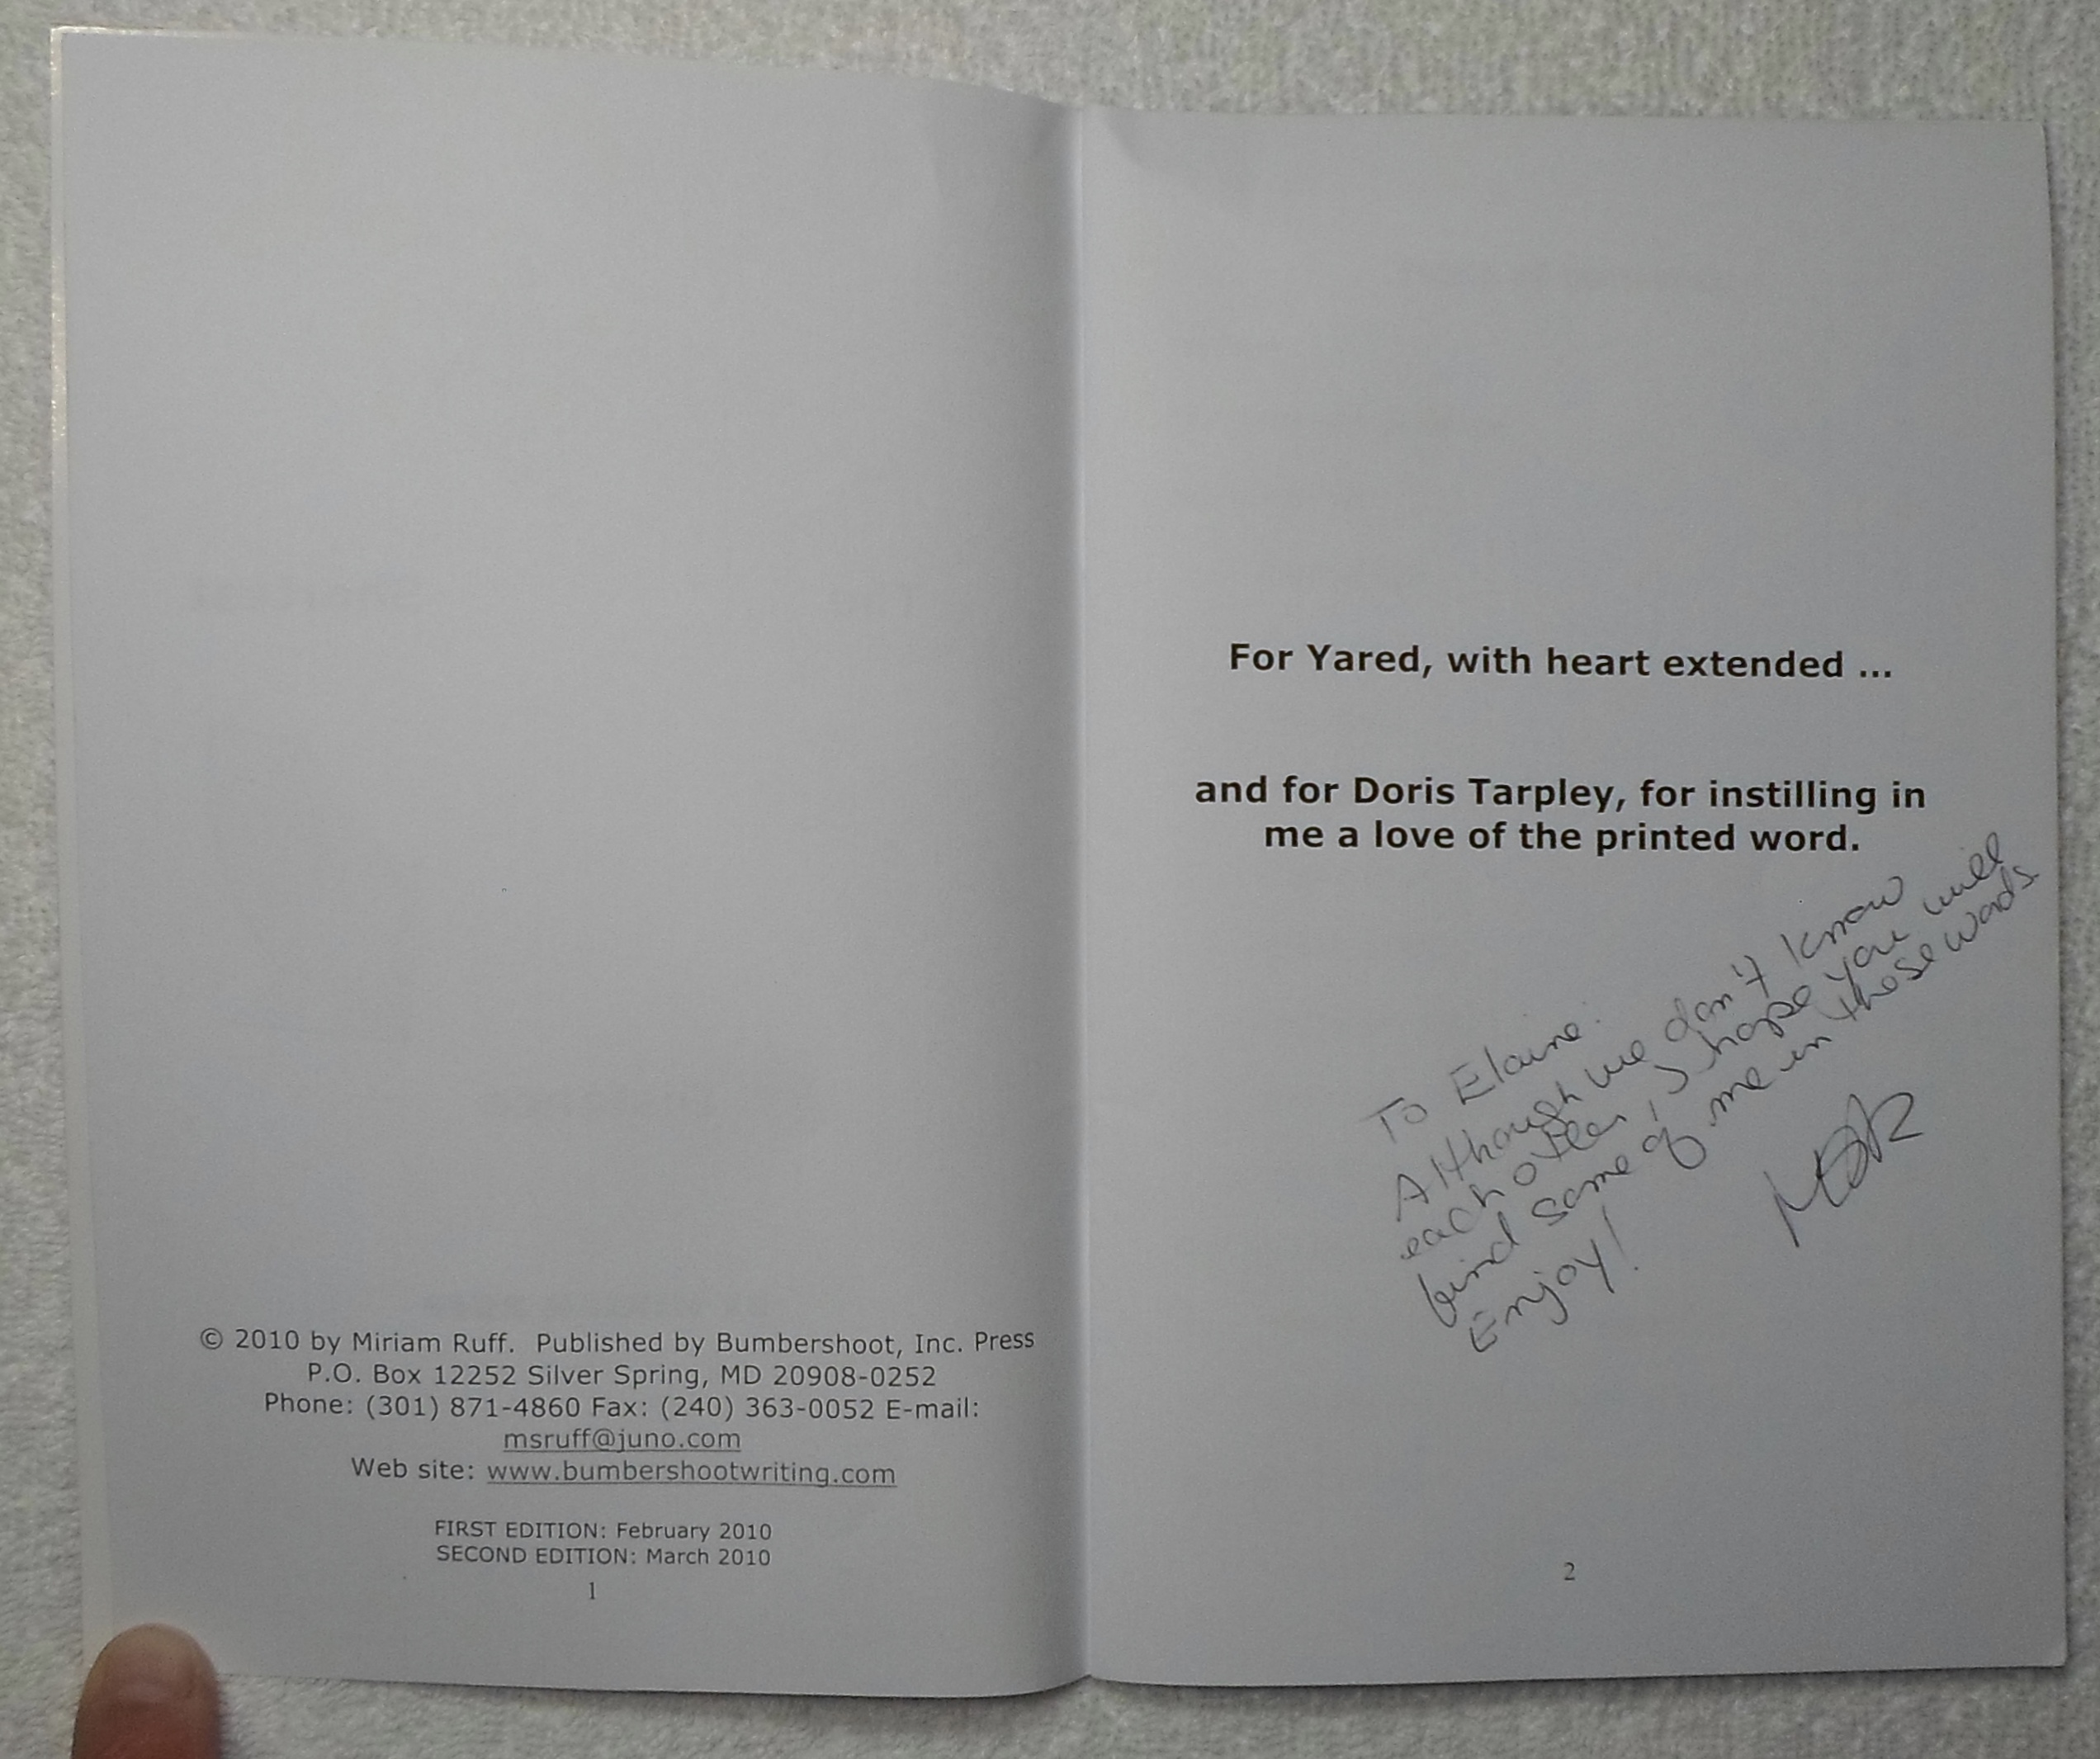 © 2010 by Miriam Ruff. Published by Bumbershoot, Inc. Press
P.O. Box 12252 Silver Spring, MD 20908-0252
Phone: (301) 871-4860 Fax: (240) 363-0052 E-mail:
msruff@juno.com
Web site: www.bumbershootwriting.com
FIRST EDITION: February 2010
SECOND EDITION: March 2010
1
For Yared, with heart extended ...
and for Doris Tarpley, for instilling in
me a love of the printed word.
To Elaine:
Although we don't know
each other, I hope you will
find some of me in these words
Enjoy!
2